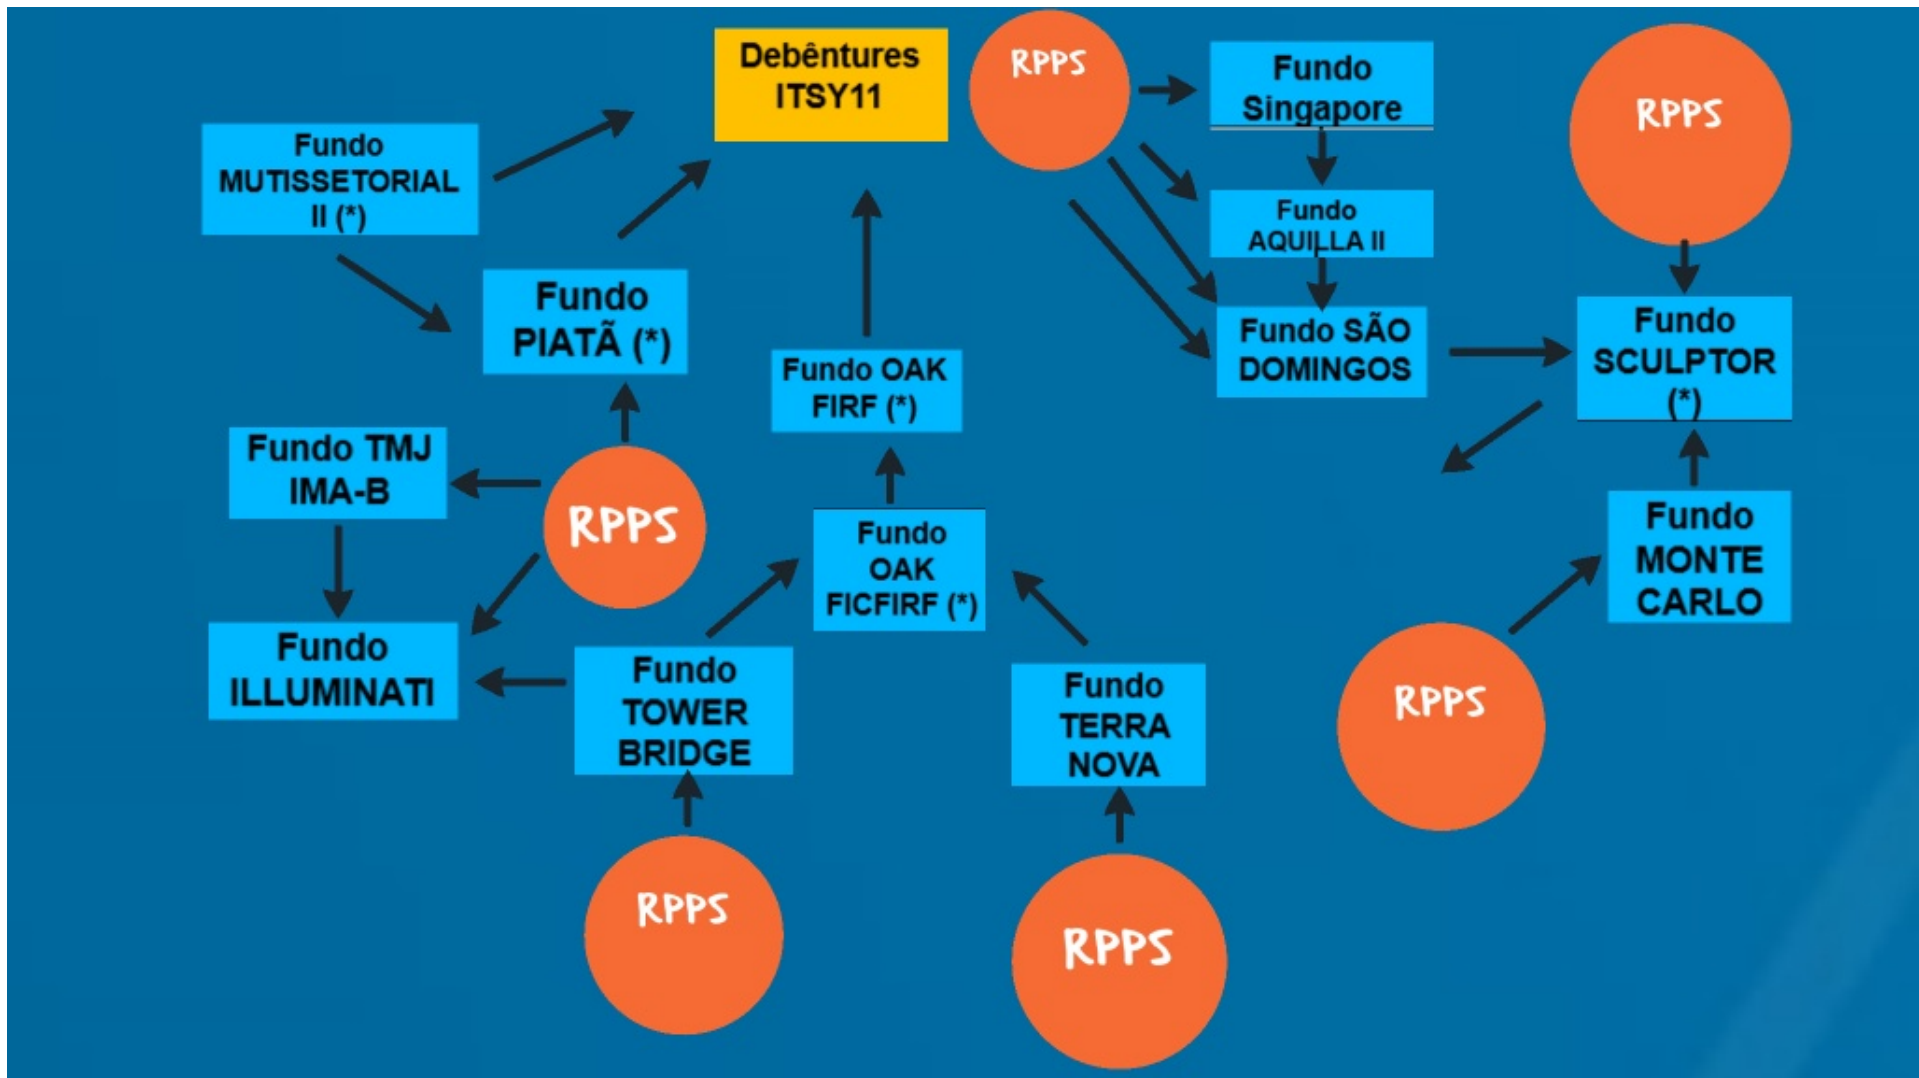 Debêntures
ITSY11
RPPS
Fundo
Singapore
RPPS
Fundo
MUTISSETORIAL
II (*)
Fundo
AQUILLA II
Fundo
PIATÃ (*)
Fundo SÃO
DOMINGOS
Fundo
SCULPTOR
(*)
Fundo OAK
FIRF (*)
Fundo TMJ
IMA-B
RPPS
Fundo
OAK
FICFIRF (*)
Fundo
MONTE
CARLO
Fundo
ILLUMINATI
Fundo
TOWER
BRIDGE
Fundo
TERRA
NOVA
RPPS
RPPS
RPPS